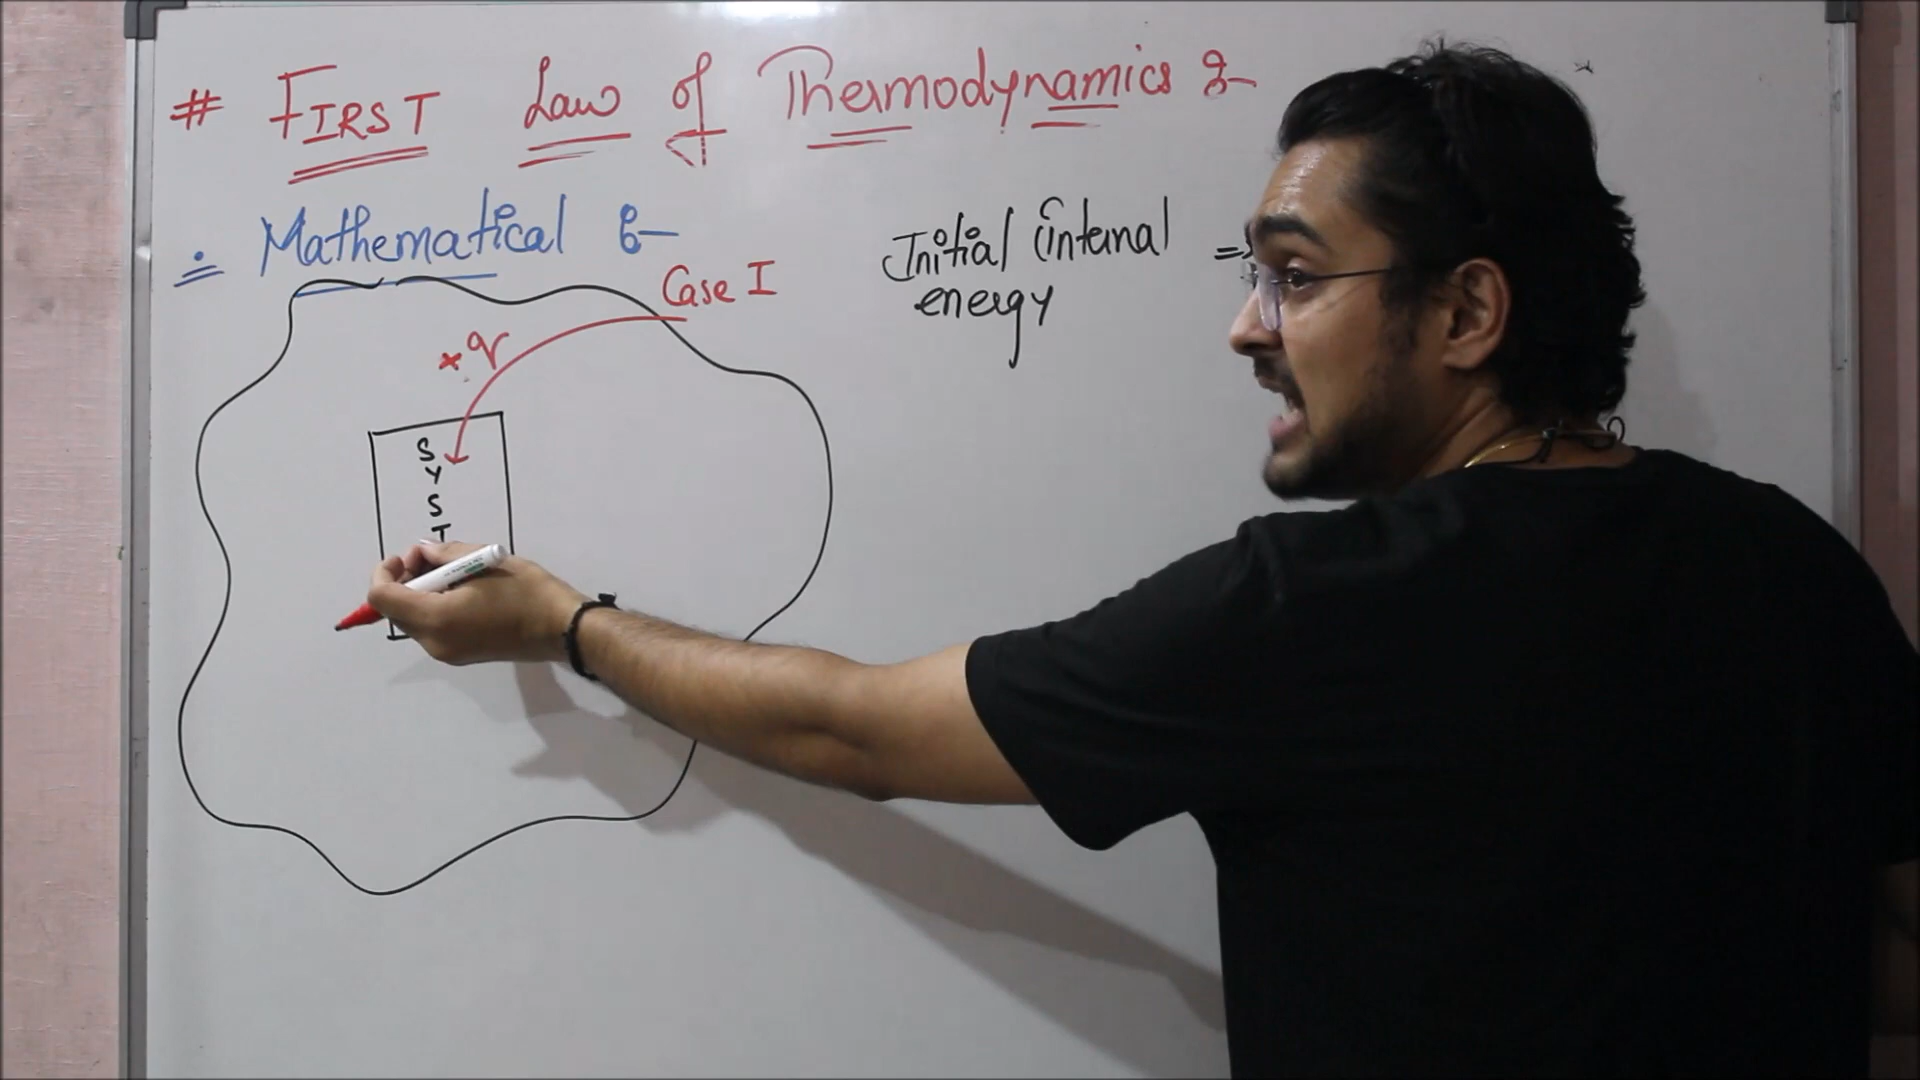 # FIRST Law of Thermodynamics :-
Mathematical :-
Case I
Initial internal =>
energy
+q
S
Y
S
T